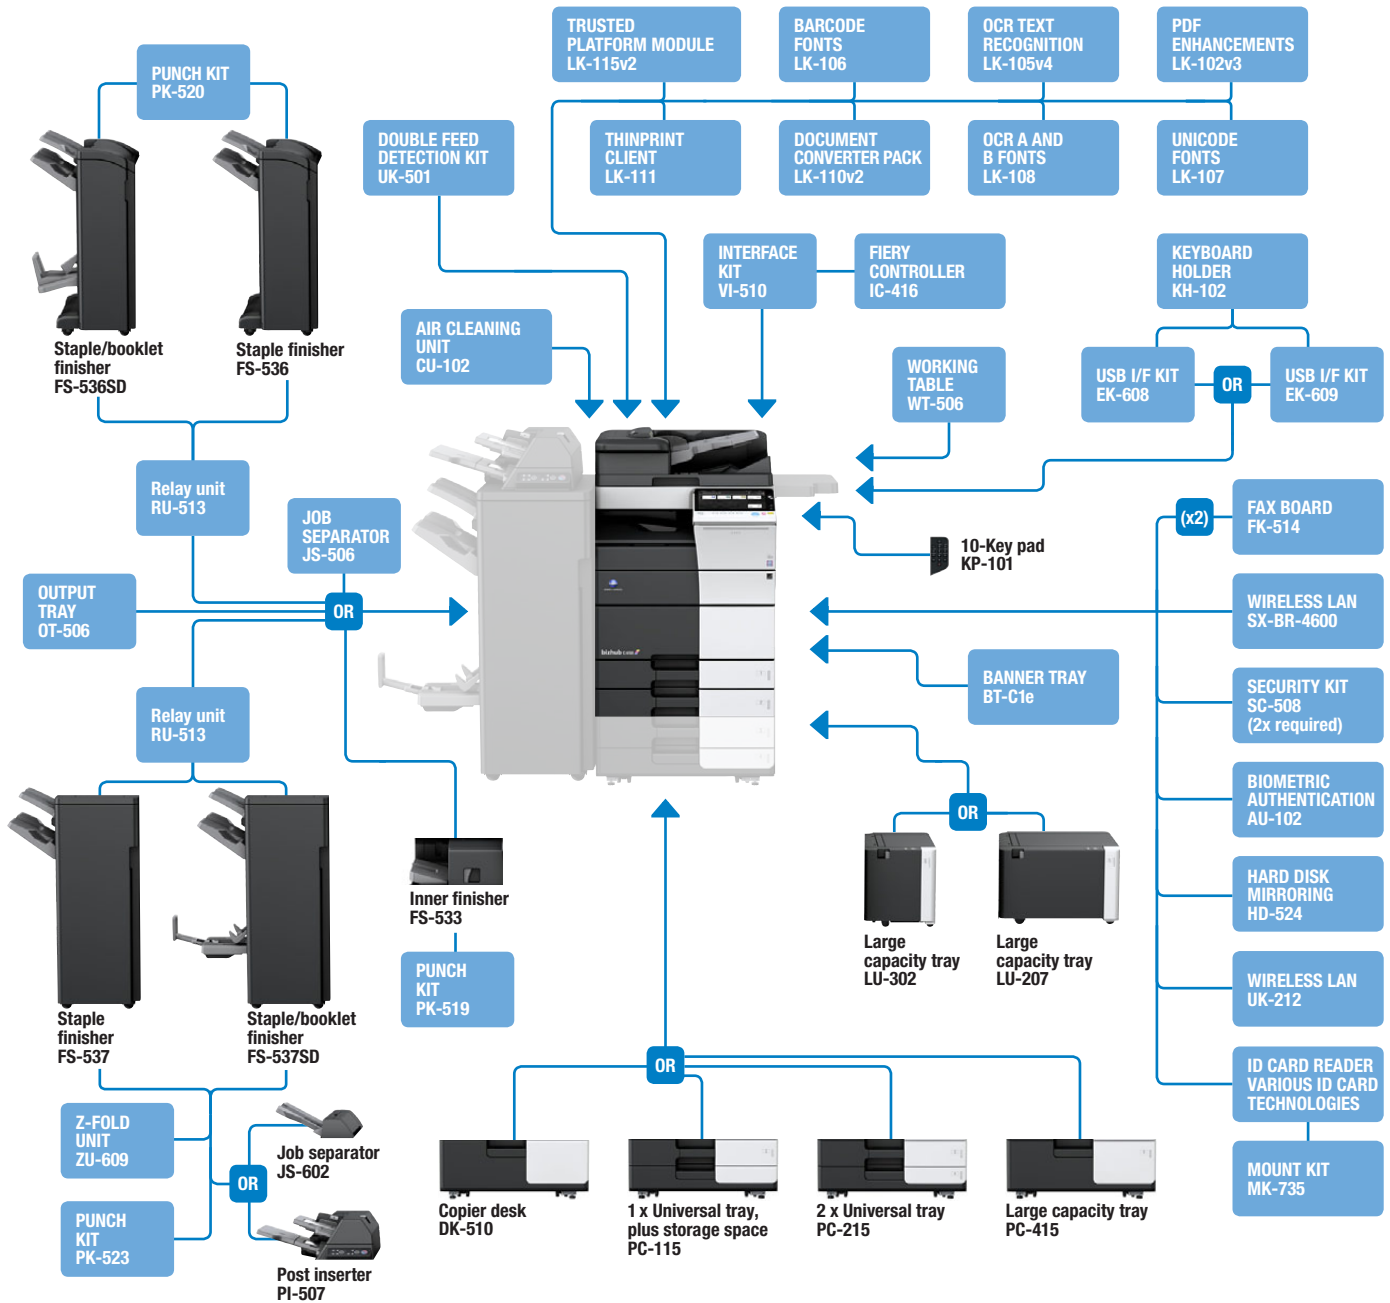 TRUSTED
PLATFORM MODULE
LK-115v2
BARCODE
FONTS
LK-106
OCR TEXT
RECOGNITION
LK-105v4
PDF
ENHANCEMENTS
LK-102v3
PUNCH KIT
PK-520
DOUBLE FEED
DETECTION KIT
UK-501
THINPRINT
CLIENT
LK-111
DOCUMENT
CONVERTER PACK
LK-110v2
OCR A AND
B FONTS
LK-108
UNICODE
FONTS
LK-107
INTERFACE
KIT
VI-510
FIERY
CONTROLLER
IC-416
KEYBOARD
HOLDER
KH-102
Staple/booklet
finisher
FS-536SD
Staple finisher
FS-536
AIR CLEANING
UNIT
CU-102
WORKING
TABLE
WT-506
USB I/F KIT
EK-608
OR
USB I/F KIT
EK-609
Relay unit
RU-513
JOB
SEPARATOR
JS-506
10-Key pad
KP-101
(x2)
FAX BOARD
FK-514
OUTPUT
TRAY
OT-506
OR
WIRELESS LAN
SX-BR-4600
bizhub
BANNER TRAY
BT-C1e
SECURITY KIT
SC-508
(2x required)
Relay unit
RU-513
BIOMETRIC
AUTHENTICATION
AU-102
OR
HARD DISK
MIRRORING
HD-524
Inner finisher
FS-533
Large
capacity tray
LU-302
Large
capacity tray
LU-207
PUNCH
KIT
PK-519
WIRELESS LAN
UK-212
Staple
finisher
FS-537
Staple/booklet
finisher
FS-537SD
OR
ID CARD READER
VARIOUS ID CARD
TECHNOLOGIES
Z-FOLD
UNIT
ZU-609
Job separator
JS-602
OR
MOUNT KIT
MK-735
PUNCH
KIT
PK-523
Post inserter
PI-507
Copier desk
DK-510
1 x Universal tray,
plus storage space
PC-115
2 x Universal tray
PC-215
Large capacity tray
PC-415